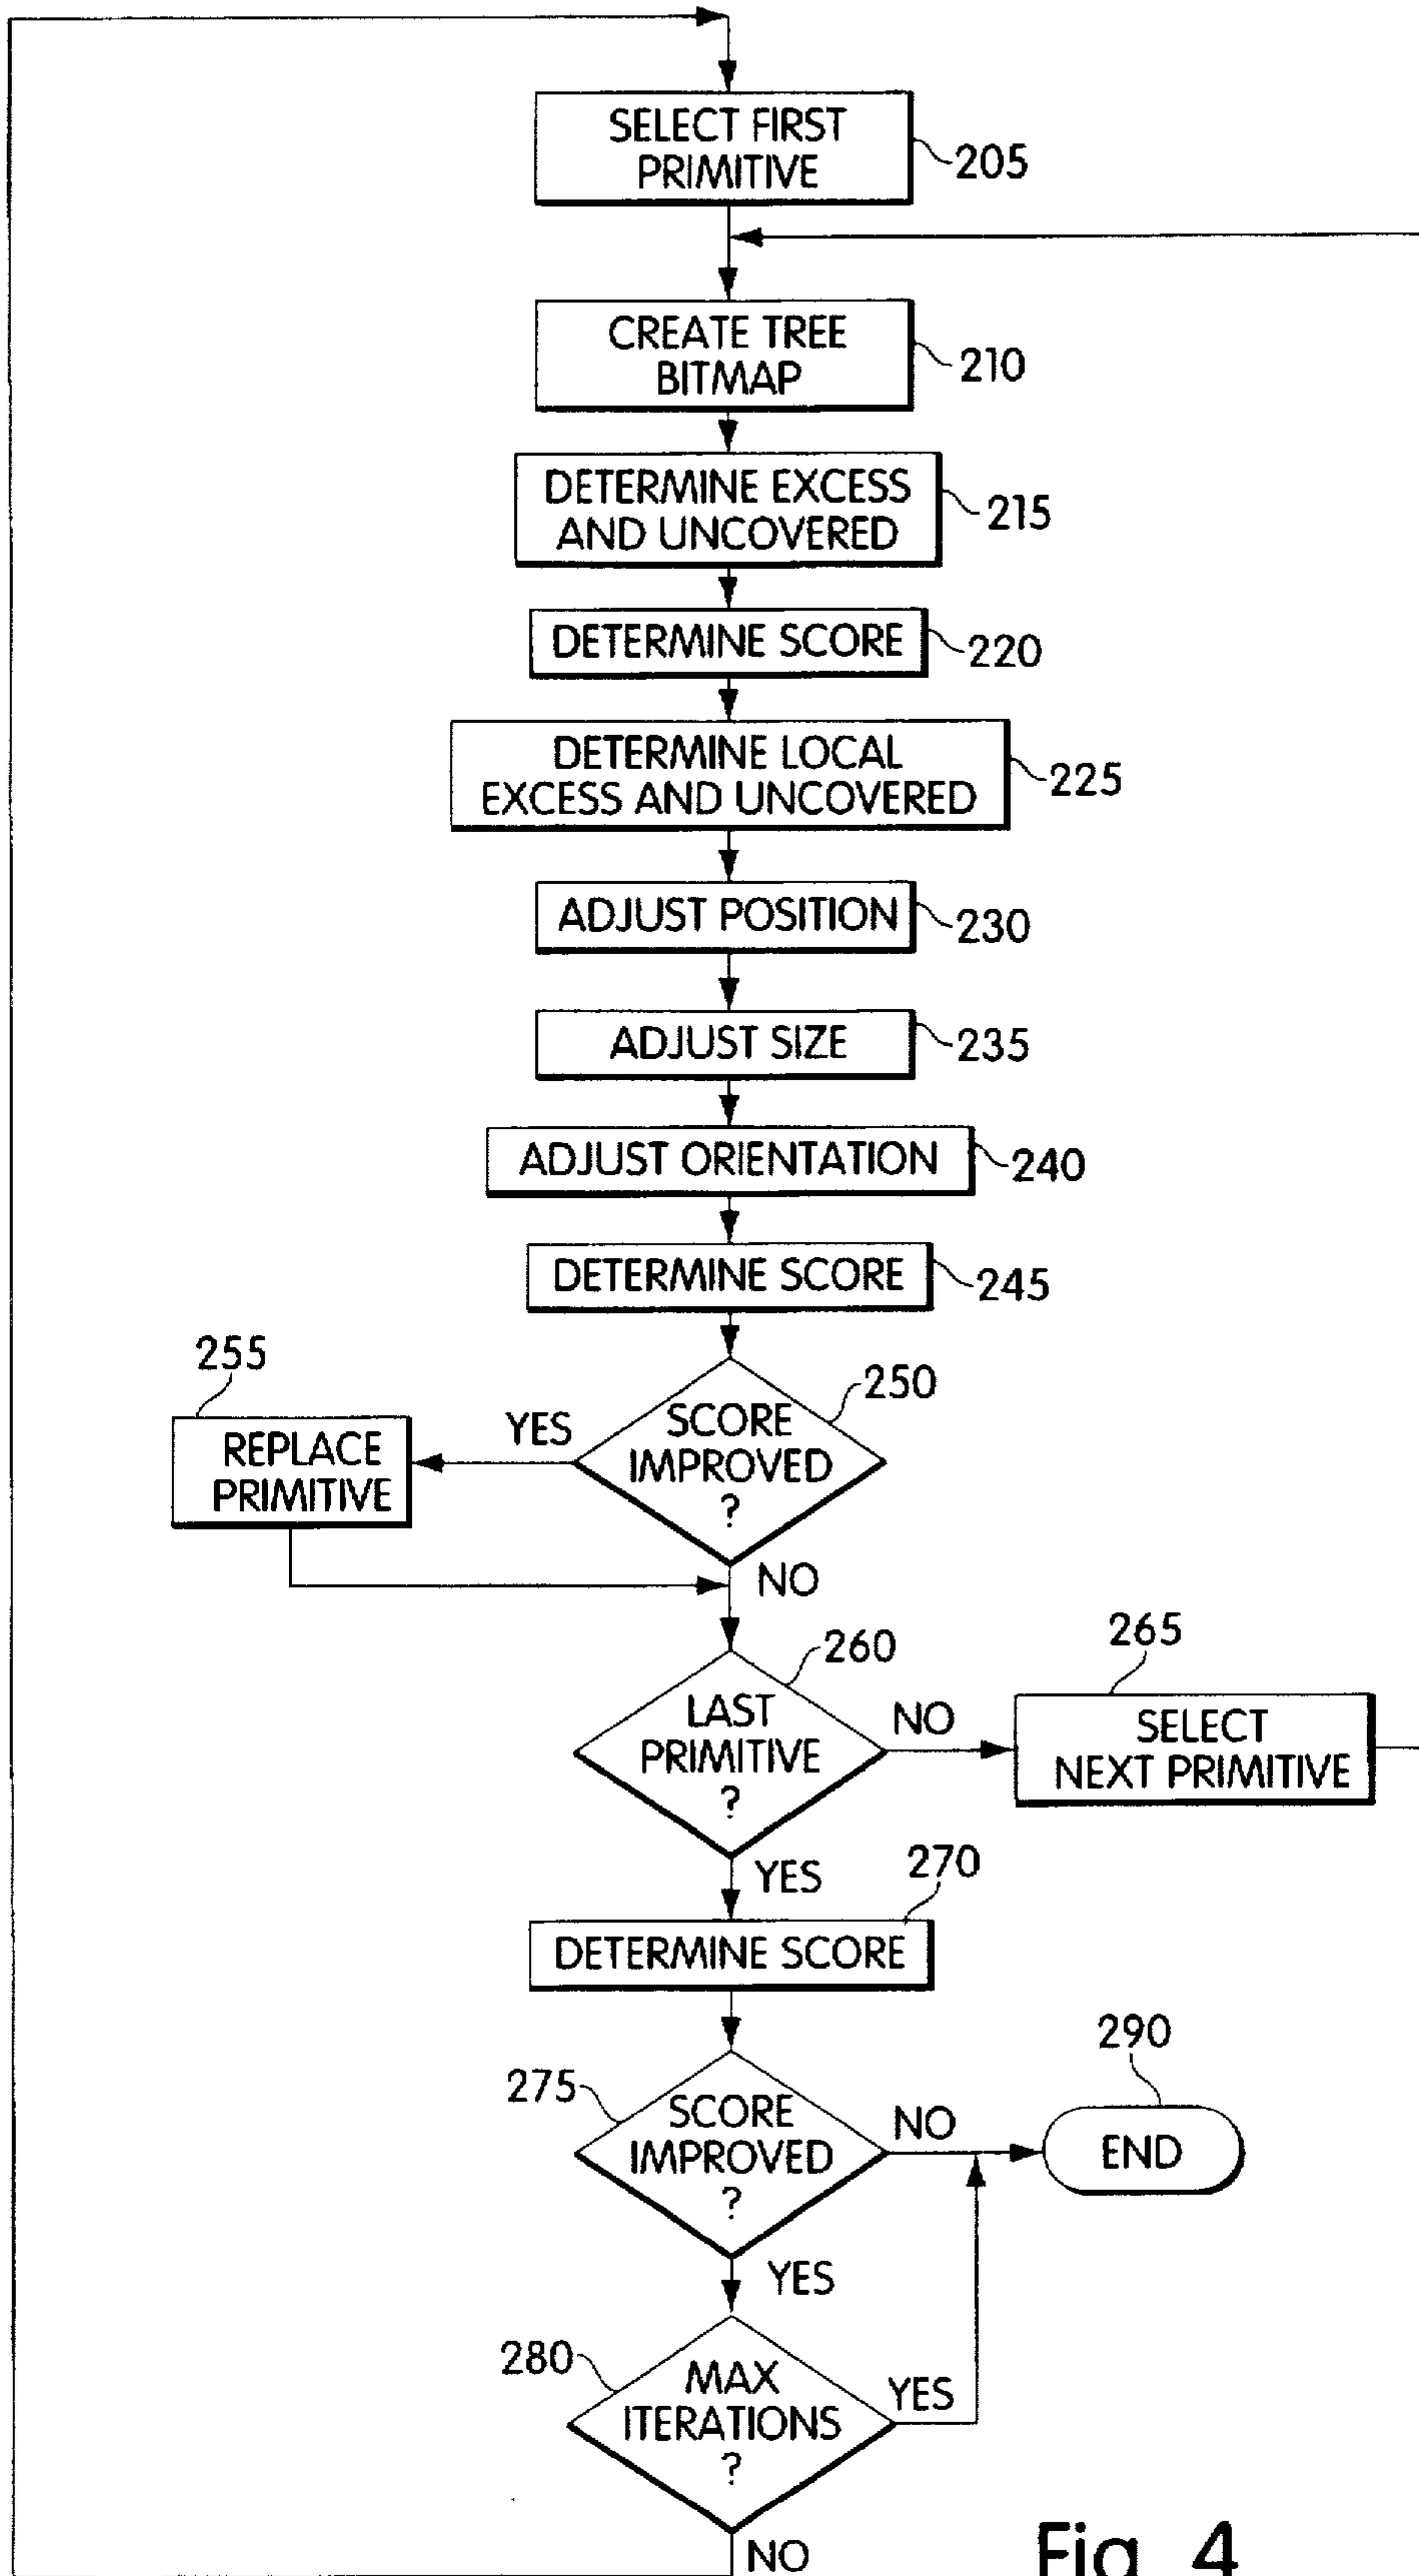 SELECT FIRST
PRIMITIVE
205
CREATE TREE
BITMAP
210
DETERMINE EXCESS
AND UNCOVERED
215
DETERMINE SCORE
220
DETERMINE LOCAL
EXCESS AND UNCOVERED
225
ADJUST POSITION
230
ADJUST SIZE
235
ADJUST ORIENTATION
240
DETERMINE SCORE
245
255
REPLACE
PRIMITIVE
YES
SCORE
IMPROVED
?
250
NO
260
LAST
PRIMITIVE
?
NO
265
SELECT
NEXT PRIMITIVE
YES
270
DETERMINE SCORE
275
SCORE
IMPROVED
?
NO
290
END
YES
280
MAX
ITERATIONS
?
YES
NO
Fig. 4